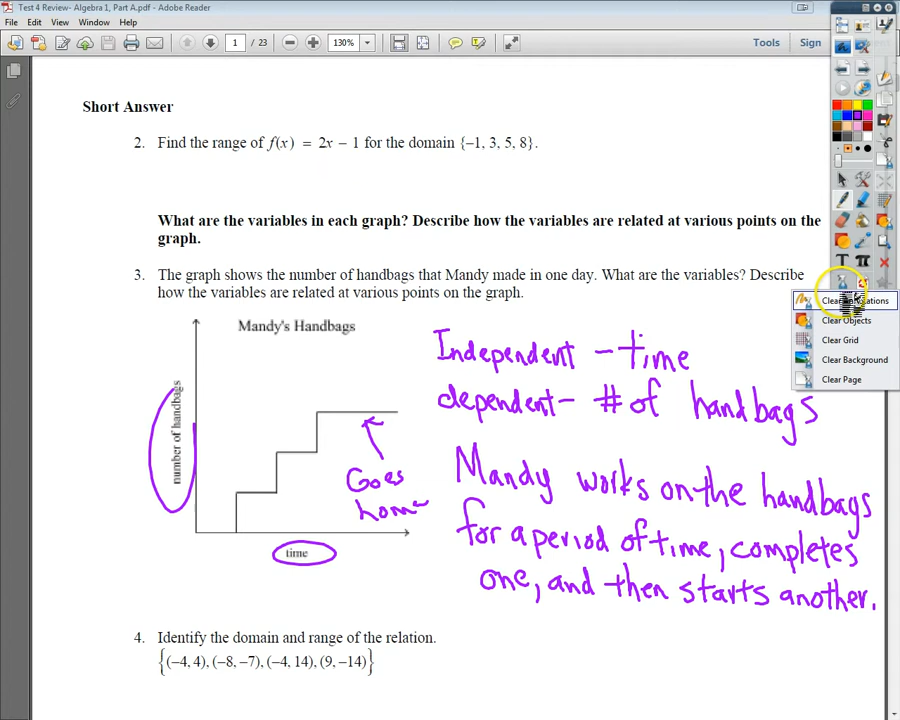 Test 4 Review- Algebra 1, Part A.pdf - Adobe Reader
File Edit View Window Help
1 / 23 130% Tools Sign
Short Answer
2. Find the range of f(x) = 2x − 1 for the domain {−1, 3, 5, 8}.
What are the variables in each graph? Describe how the variables are related at various points on the
graph.
3. The graph shows the number of handbags that Mandy made in one day. What are the variables? Describe
how the variables are related at various points on the graph.
Mandy's Handbags
number of handbags
time
Goes
home
Independent - time
dependent- # of handbags
Mandy works on the handbags
for a period of time, completes
one, and then starts another.
4. Identify the domain and range of the relation.
{(−4, 4), (−8, −7), (−4, 14), (9, −14)}
T π
Clear Annotations
Clear Objects
Clear Grid
Clear Background
Clear Page